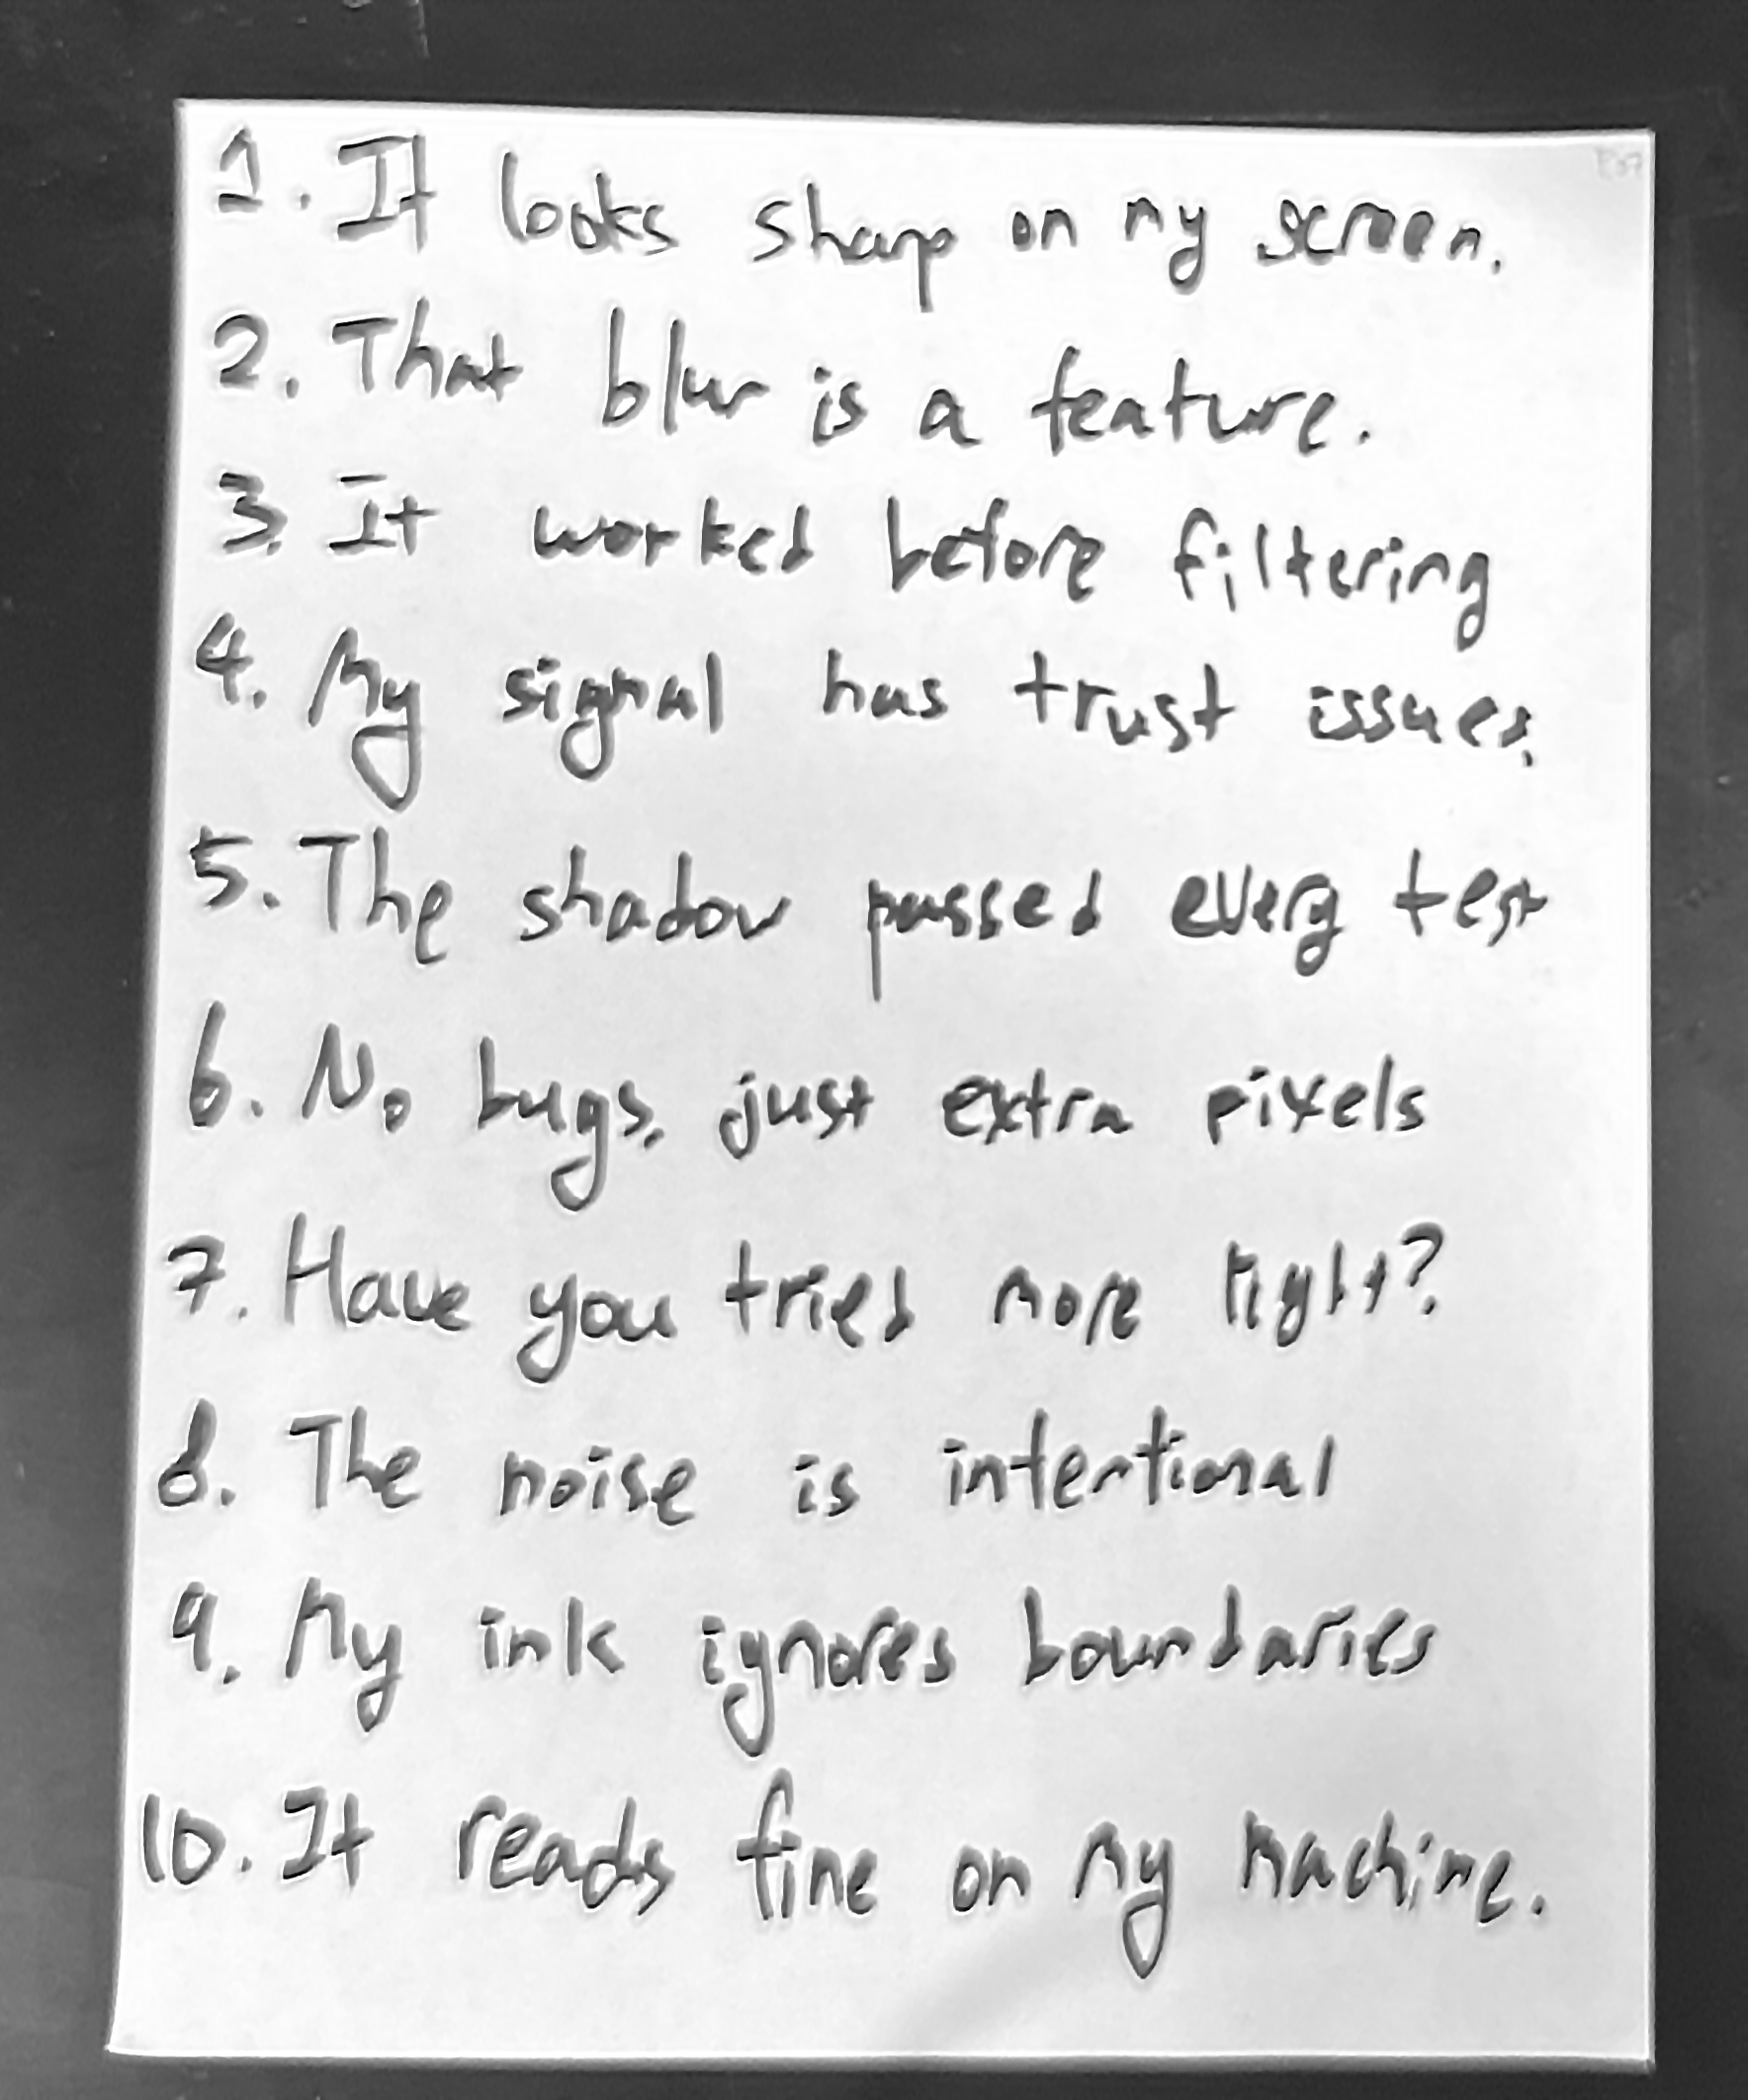 1. It looks sharp on my screen.
2. That blur is a feature.
3. It worked before filtering
4. My signal has trust issues.
5. The shadow passed every test
6. No bugs, just extra pixels
7. Have you tried more light?
8. The noise is intentional
9. My ink ignores boundaries
10. It reads fine on my machine.